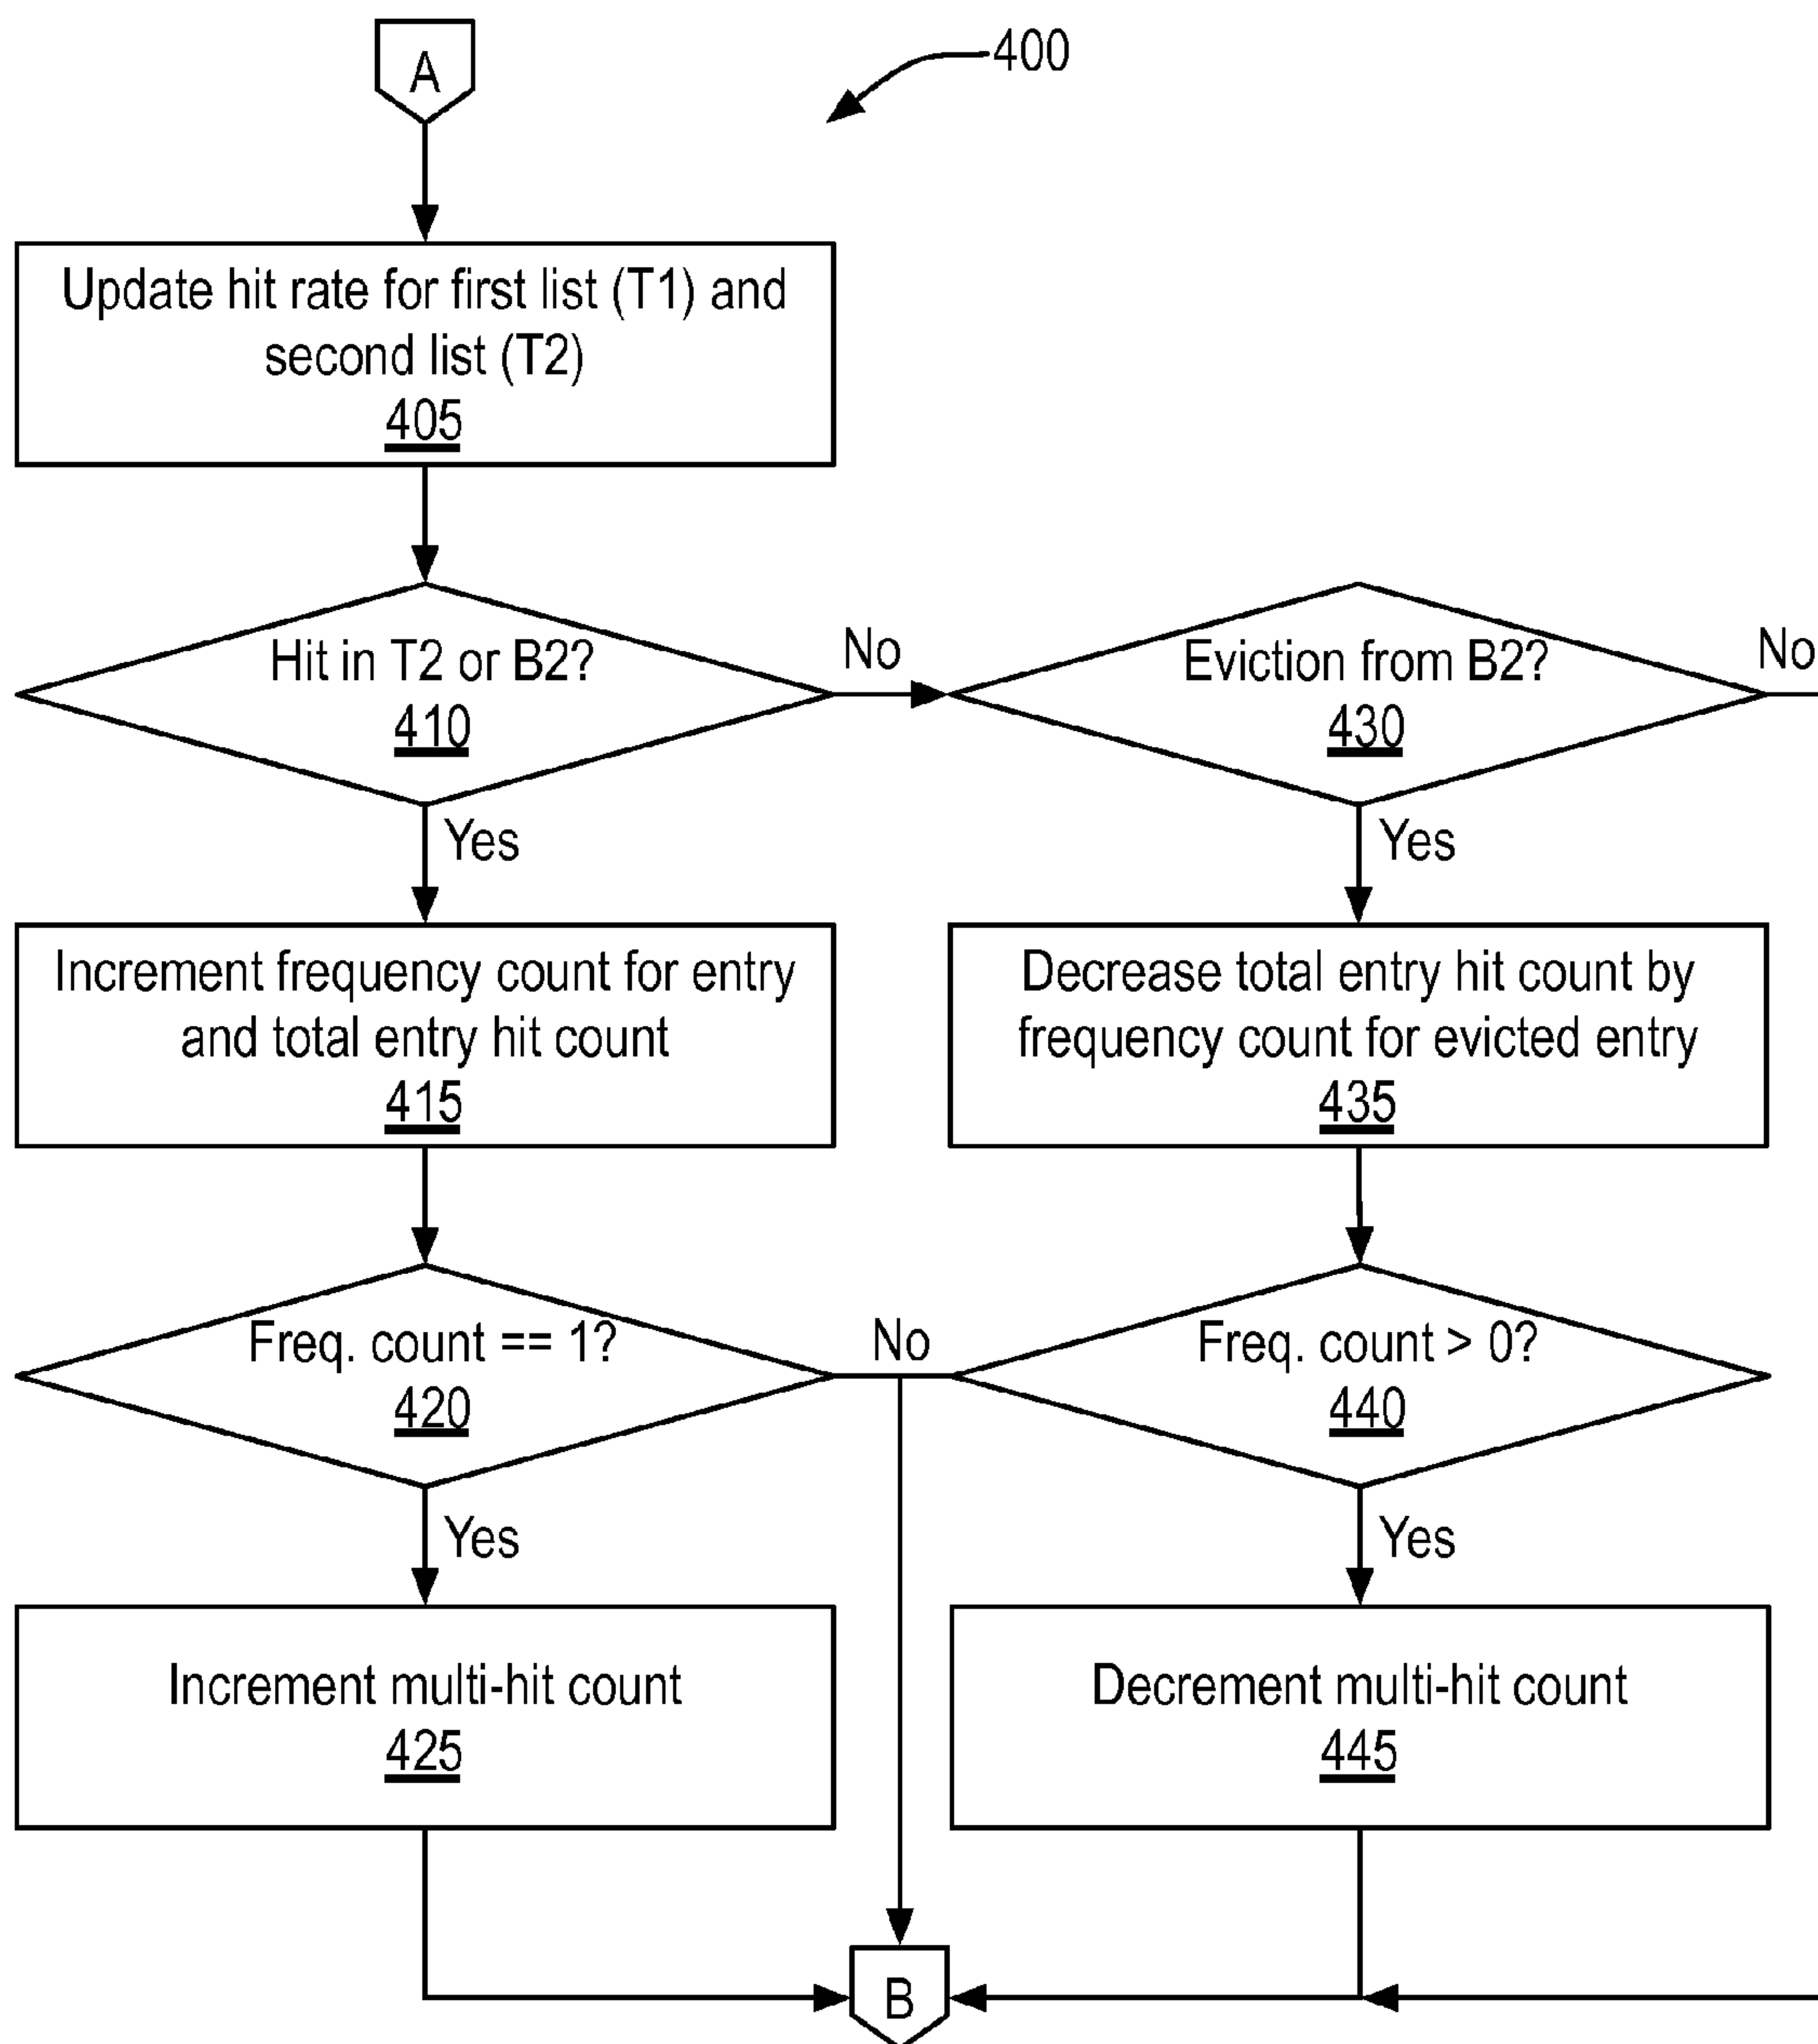 A
400
Update hit rate for first list (T1) and
second list (T2)
405
Hit in T2 or B2?
410
No
Eviction from B2?
430
No
Yes
Yes
Increment frequency count for entry
and total entry hit count
415
Decrease total entry hit count by
frequency count for evicted entry
435
Freq. count == 1?
420
No
Freq. count > 0?
440
Yes
Yes
Increment multi-hit count
425
Decrement multi-hit count
445
B